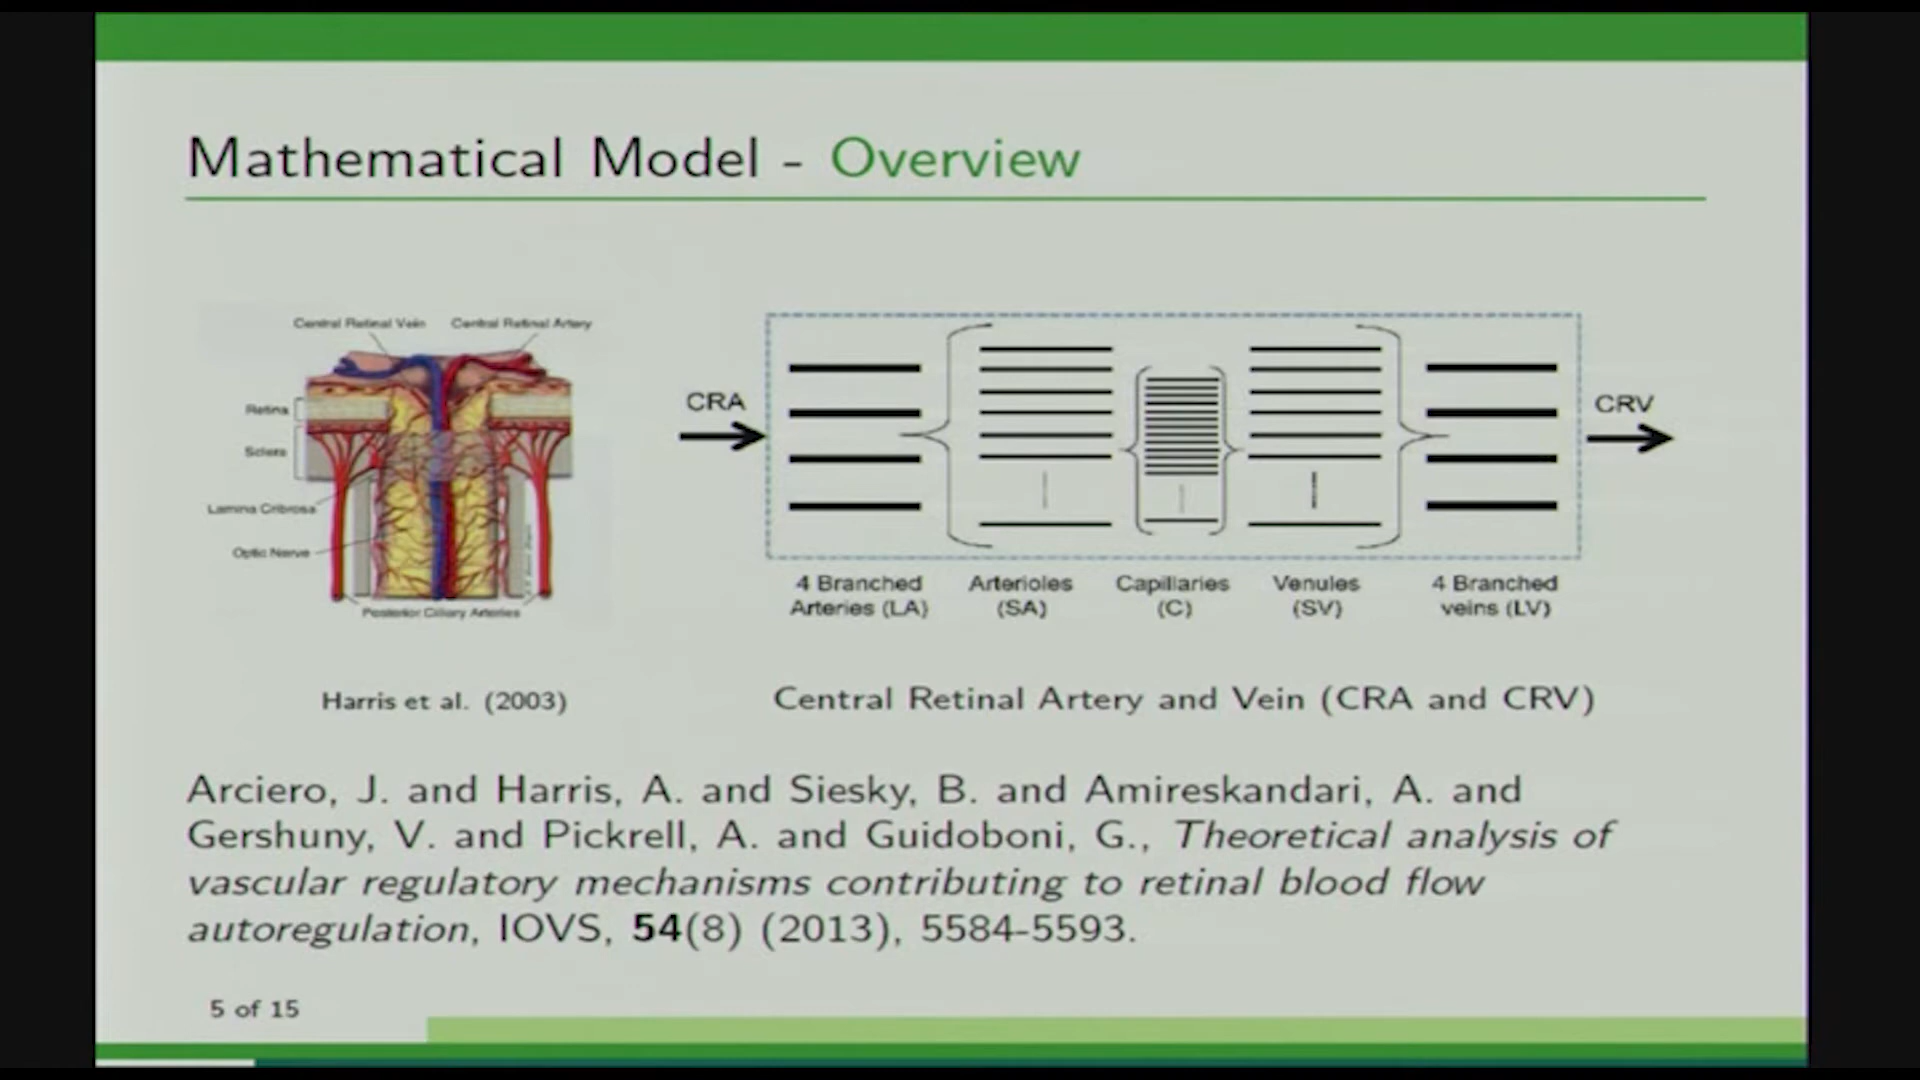 Mathematical Model - Overview
Central Retinal Vein
Central Retinal Artery
Retina
Sclera
Lamina Cribrosa
Optic Nerve
Posterior Ciliary Arteries
CRA
CRV
4 Branched
Arteries (LA)
Arterioles
(SA)
Capillaries
(C)
Venules
(SV)
4 Branched
veins (LV)
Harris et al. (2003)
Central Retinal Artery and Vein (CRA and CRV)
Arciero, J. and Harris, A. and Siesky, B. and Amireskandari, A. and
Gershuny, V. and Pickrell, A. and Guidoboni, G., Theoretical analysis of
vascular regulatory mechanisms contributing to retinal blood flow
autoregulation, IOVS, 54(8) (2013), 5584-5593.
5 of 15